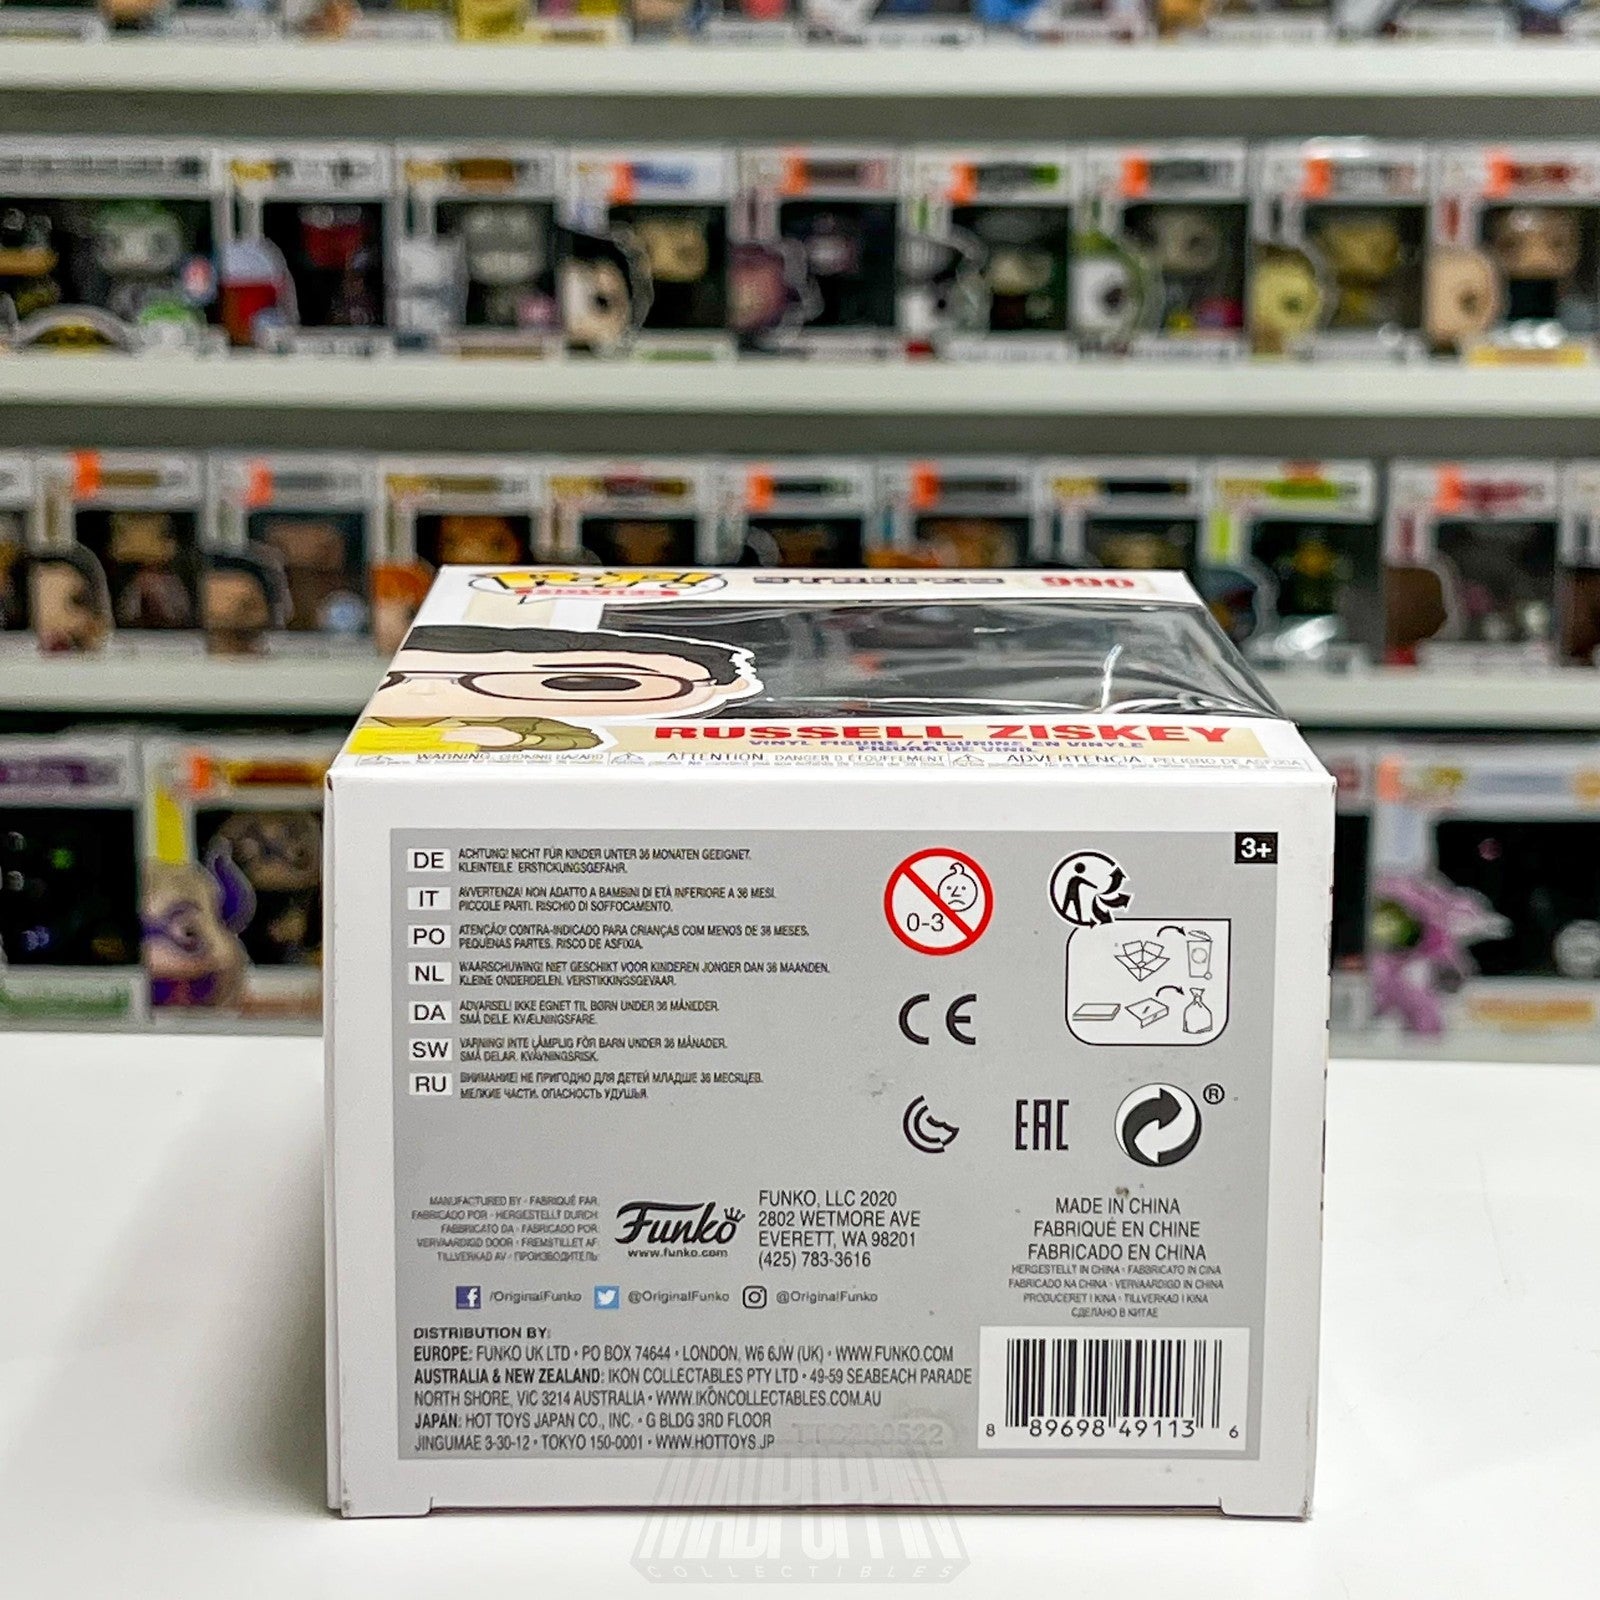 POP!
MOVIES
STRIPES
990
RUSSELL ZISKEY
VINYL FIGURE / FIGURINE EN VINYLE
FIGURA DE VINIL
WARNING: CHOKING HAZARD
ATTENTION: DANGER D'ÉTOUFFEMENT
ADVERTENCIA: PELIGRO DE ASFIXIA
3+
DE ACHTUNG! NICHT FÜR KINDER UNTER 36 MONATEN GEEIGNET.
KLEINTEILE. ERSTICKUNGSGEFAHR.
IT AVVERTENZA! NON ADATTO A BAMBINI DI ETÀ INFERIORE A 36 MESI.
PICCOLE PARTI. RISCHIO DI SOFFOCAMENTO.
PO ATENÇÃO! CONTRA-INDICADO PARA CRIANÇAS COM MENOS DE 36 MESES.
PEQUENAS PARTES. RISCO DE ASFIXIA.
NL WAARSCHUWING! NIET GESCHIKT VOOR KINDEREN JONGER DAN 36 MAANDEN.
KLEINE ONDERDELEN. VERSTIKKINGSGEVAAR.
DA ADVARSEL! IKKE EGNET TIL BØRN UNDER 36 MÅNEDER.
SMÅ DELE. KVÆLNINGSFARE.
SW VARNING! INTE LÄMPLIG FÖR BARN UNDER 36 MÅNADER.
SMÅ DELAR. KVÄVNINGSRISK.
RU ВНИМАНИЕ! НЕ ПРИГОДНО ДЛЯ ДЕТЕЙ МЛАДШЕ 36 МЕСЯЦЕВ.
МЕЛКИЕ ЧАСТИ. ОПАСНОСТЬ УДУШЬЯ.
0-3
CE
EAC
®
MANUFACTURED BY · FABRIQUÉ PAR:
FABRICADO POR · HERGESTELLT DURCH:
FABBRICATO DA · FABRICADO POR:
VERVAARDIGD DOOR · FREMSTILLET AF:
TILLVERKAD AV · ПРОИЗВОДИТЕЛЬ:
Funko
www.funko.com
FUNKO, LLC 2020
2802 WETMORE AVE
EVERETT, WA 98201
(425) 783-3616
/OriginalFunko @OriginalFunko @OriginalFunko
MADE IN CHINA
FABRIQUÉ EN CHINE
FABRICADO EN CHINA
HERGESTELLT IN CHINA · FABBRICATO IN CINA
FABRICADO NA CHINA · VERVAARDIGD IN CHINA
PRODUCERET I KINA · TILLVERKAD I KINA
СДЕЛАНО В КИТАЕ
DISTRIBUTION BY:
EUROPE: FUNKO UK LTD • PO BOX 74644 • LONDON, W6 6JW (UK) • WWW.FUNKO.COM
AUSTRALIA & NEW ZEALAND: IKON COLLECTABLES PTY LTD • 49-59 SEABEACH PARADE
NORTH SHORE, VIC 3214 AUSTRALIA • WWW.IKONCOLLECTABLES.COM.AU
JAPAN: HOT TOYS JAPAN CO., INC. • G BLDG 3RD FLOOR
JINGUMAE 3-30-12 • TOKYO 150-0001 • WWW.HOTTOYS.JP
8 89698 49113 6
MADPOPPIN
COLLECTIBLES